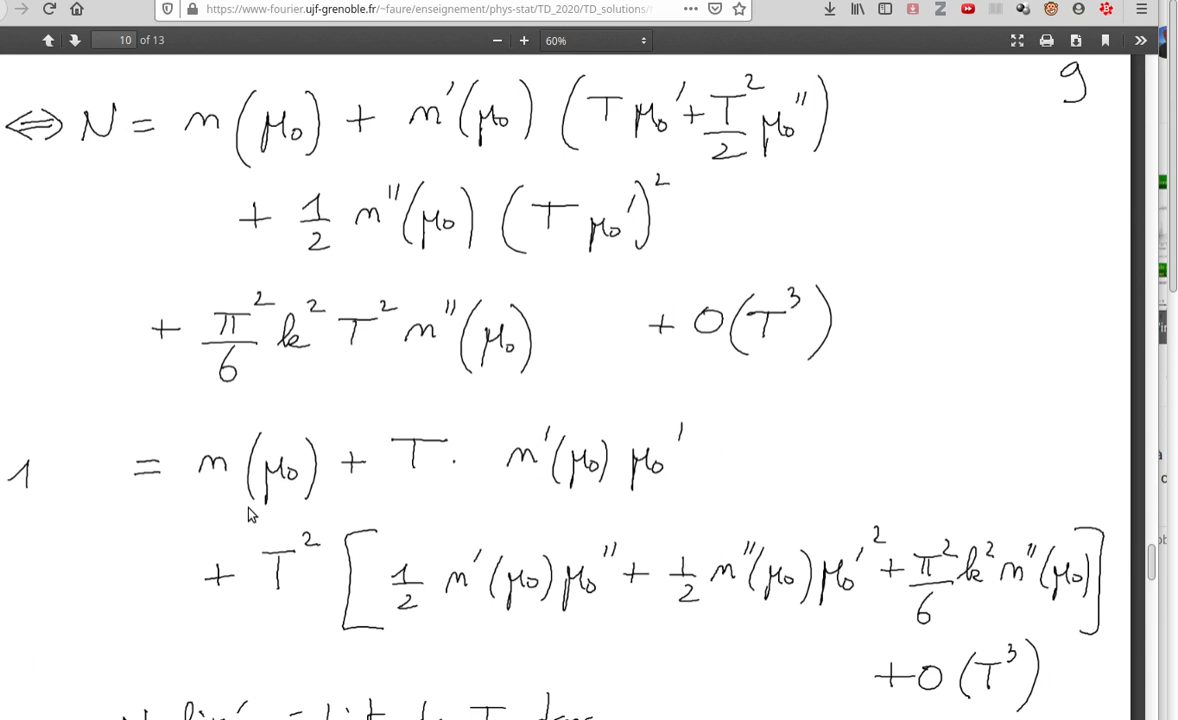 https://www-fourier.ujf-grenoble.fr/~faure/enseignement/phys-stat/TD_2020/TD_solutions/
10 of 13
60%
9
⇔ N = n(μ₀) + n'(μ₀) (T μ₀' + T²/2 μ₀'')
+ 1/2 n''(μ₀) (T μ₀')²
+ π²/6 k² T² n''(μ₀) + O(T³)
1 = n(μ₀) + T. n'(μ₀) μ₀'
+ T² [1/2 n'(μ₀) μ₀'' + 1/2 n''(μ₀) μ₀'² + π²/6 k² n''(μ₀)]
+ O(T³)